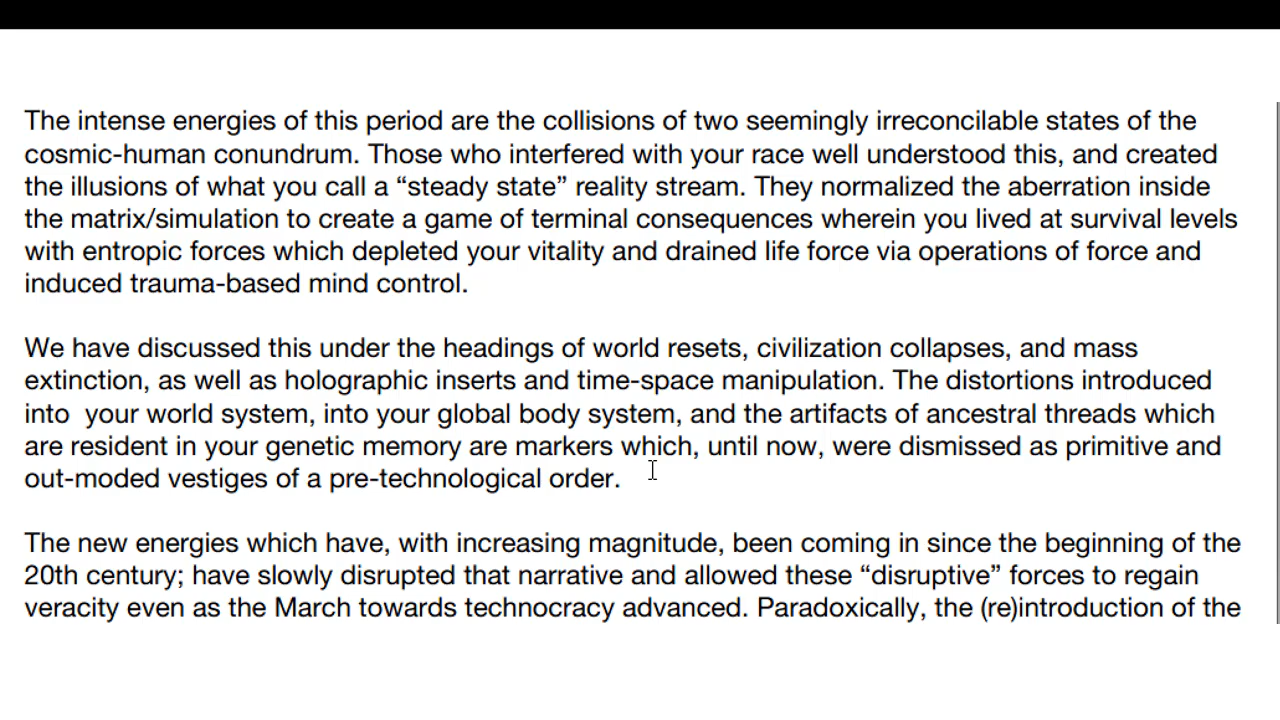 The intense energies of this period are the collisions of two seemingly irreconcilable states of the
cosmic-human conundrum. Those who interfered with your race well understood this, and created
the illusions of what you call a “steady state” reality stream. They normalized the aberration inside
the matrix/simulation to create a game of terminal consequences wherein you lived at survival levels
with entropic forces which depleted your vitality and drained life force via operations of force and
induced trauma-based mind control.
We have discussed this under the headings of world resets, civilization collapses, and mass
extinction, as well as holographic inserts and time-space manipulation. The distortions introduced
into  your world system, into your global body system, and the artifacts of ancestral threads which
are resident in your genetic memory are markers which, until now, were dismissed as primitive and
out-moded vestiges of a pre-technological order.
The new energies which have, with increasing magnitude, been coming in since the beginning of the
20th century; have slowly disrupted that narrative and allowed these “disruptive” forces to regain
veracity even as the March towards technocracy advanced. Paradoxically, the (re)introduction of the